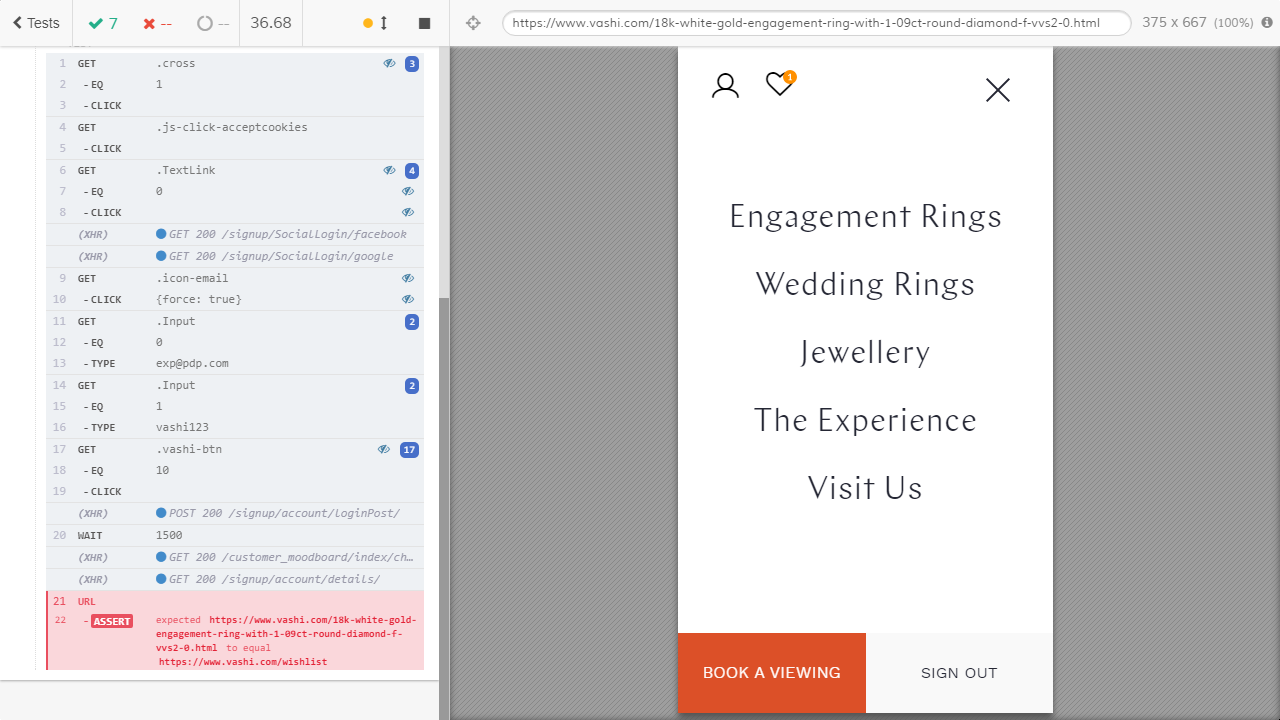 Tests
7
--
--
36.68
https://www.vashi.com/18k-white-gold-engagement-ring-with-1-09ct-round-diamond-f-vvs2-0.html
375 x 667 (100%)
1 GET .cross 3
2 -EQ 1
3 -CLICK
4 GET .js-click-acceptcookies
5 -CLICK
6 GET .TextLink 4
7 -EQ 0
8 -CLICK
(XHR) GET 200 /signup/SocialLogin/facebook
(XHR) GET 200 /signup/SocialLogin/google
9 GET .icon-email
10 -CLICK {force: true}
11 GET .Input 2
12 -EQ 0
13 -TYPE exp@pdp.com
14 GET .Input 2
15 -EQ 1
16 -TYPE vashi123
17 GET .vashi-btn 17
18 -EQ 10
19 -CLICK
(XHR) POST 200 /signup/account/loginPost/
20 WAIT 1500
(XHR) GET 200 /customer_moodboard/index/ch…
(XHR) GET 200 /signup/account/details/
21 URL
22 -ASSERT expected https://www.vashi.com/18k-white-gold-
engagement-ring-with-1-09ct-round-diamond-f-
vvs2-0.html to equal
https://www.vashi.com/wishlist
1
Engagement Rings
Wedding Rings
Jewellery
The Experience
Visit Us
BOOK A VIEWING
SIGN OUT